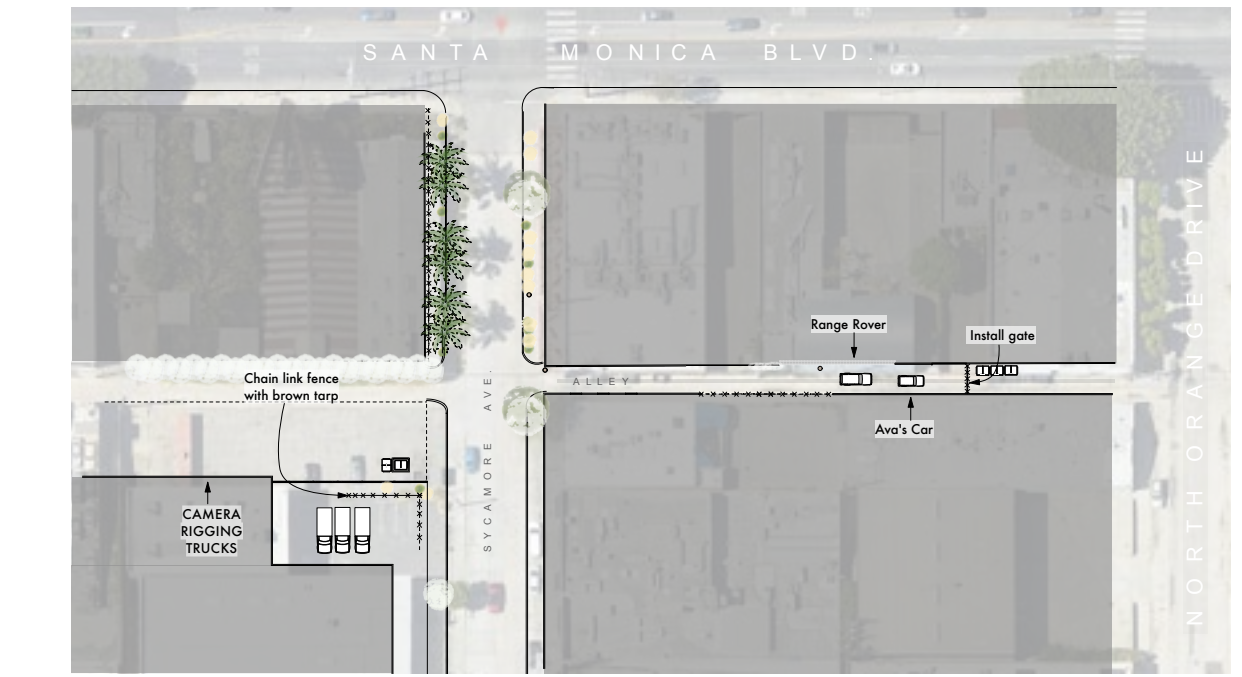 SANTA MONICA BLVD.
NORTH ORANGE DRIVE
Range Rover
Install gate
Chain link fence
with brown tarp
ALLEY
SYCAMORE AVE.
Ava's Car
CAMERA
RIGGING
TRUCKS